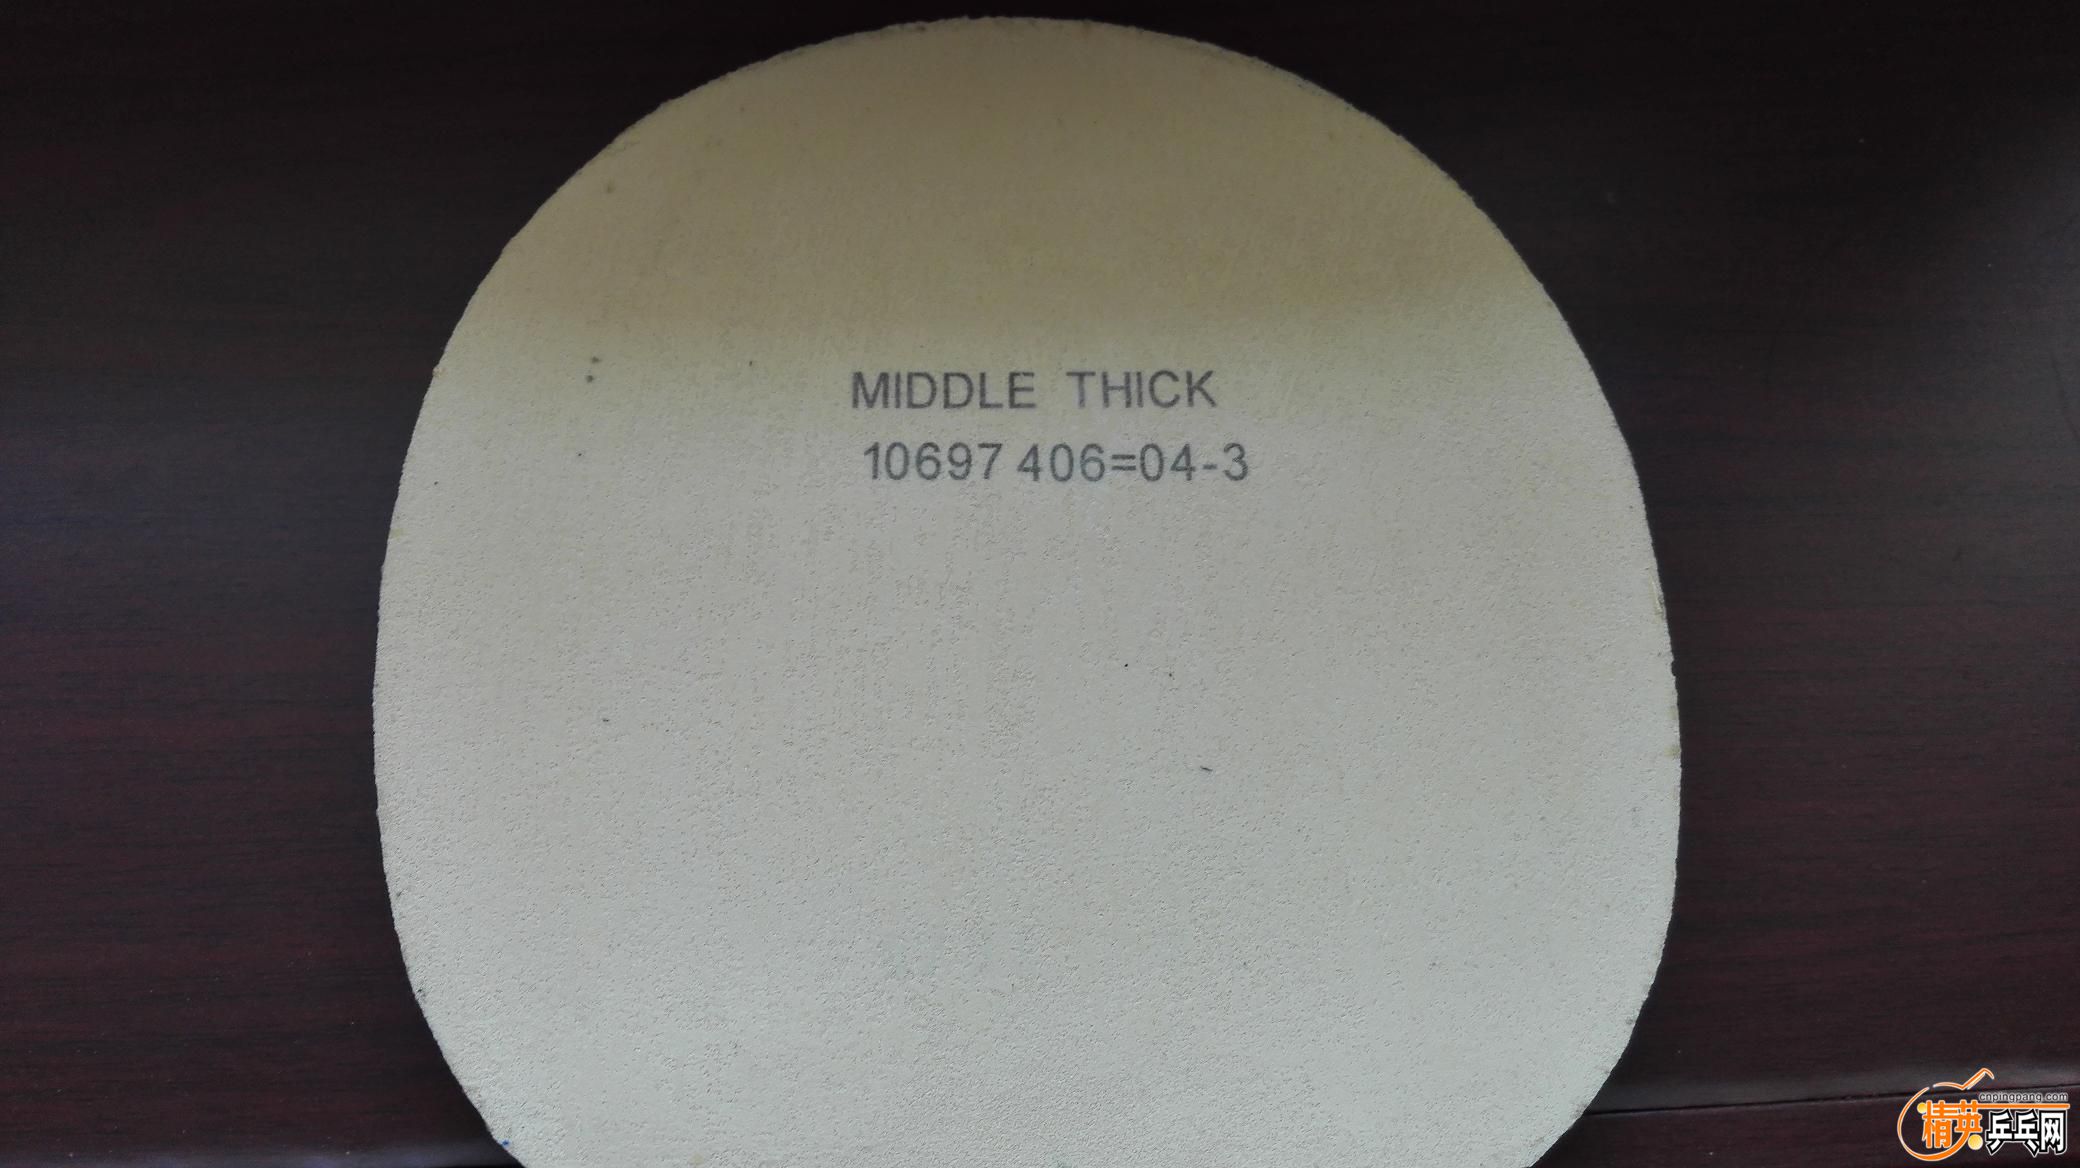 MIDDLE THICK
10697 406=04-3
cnpingpang.com
精英乒乓网